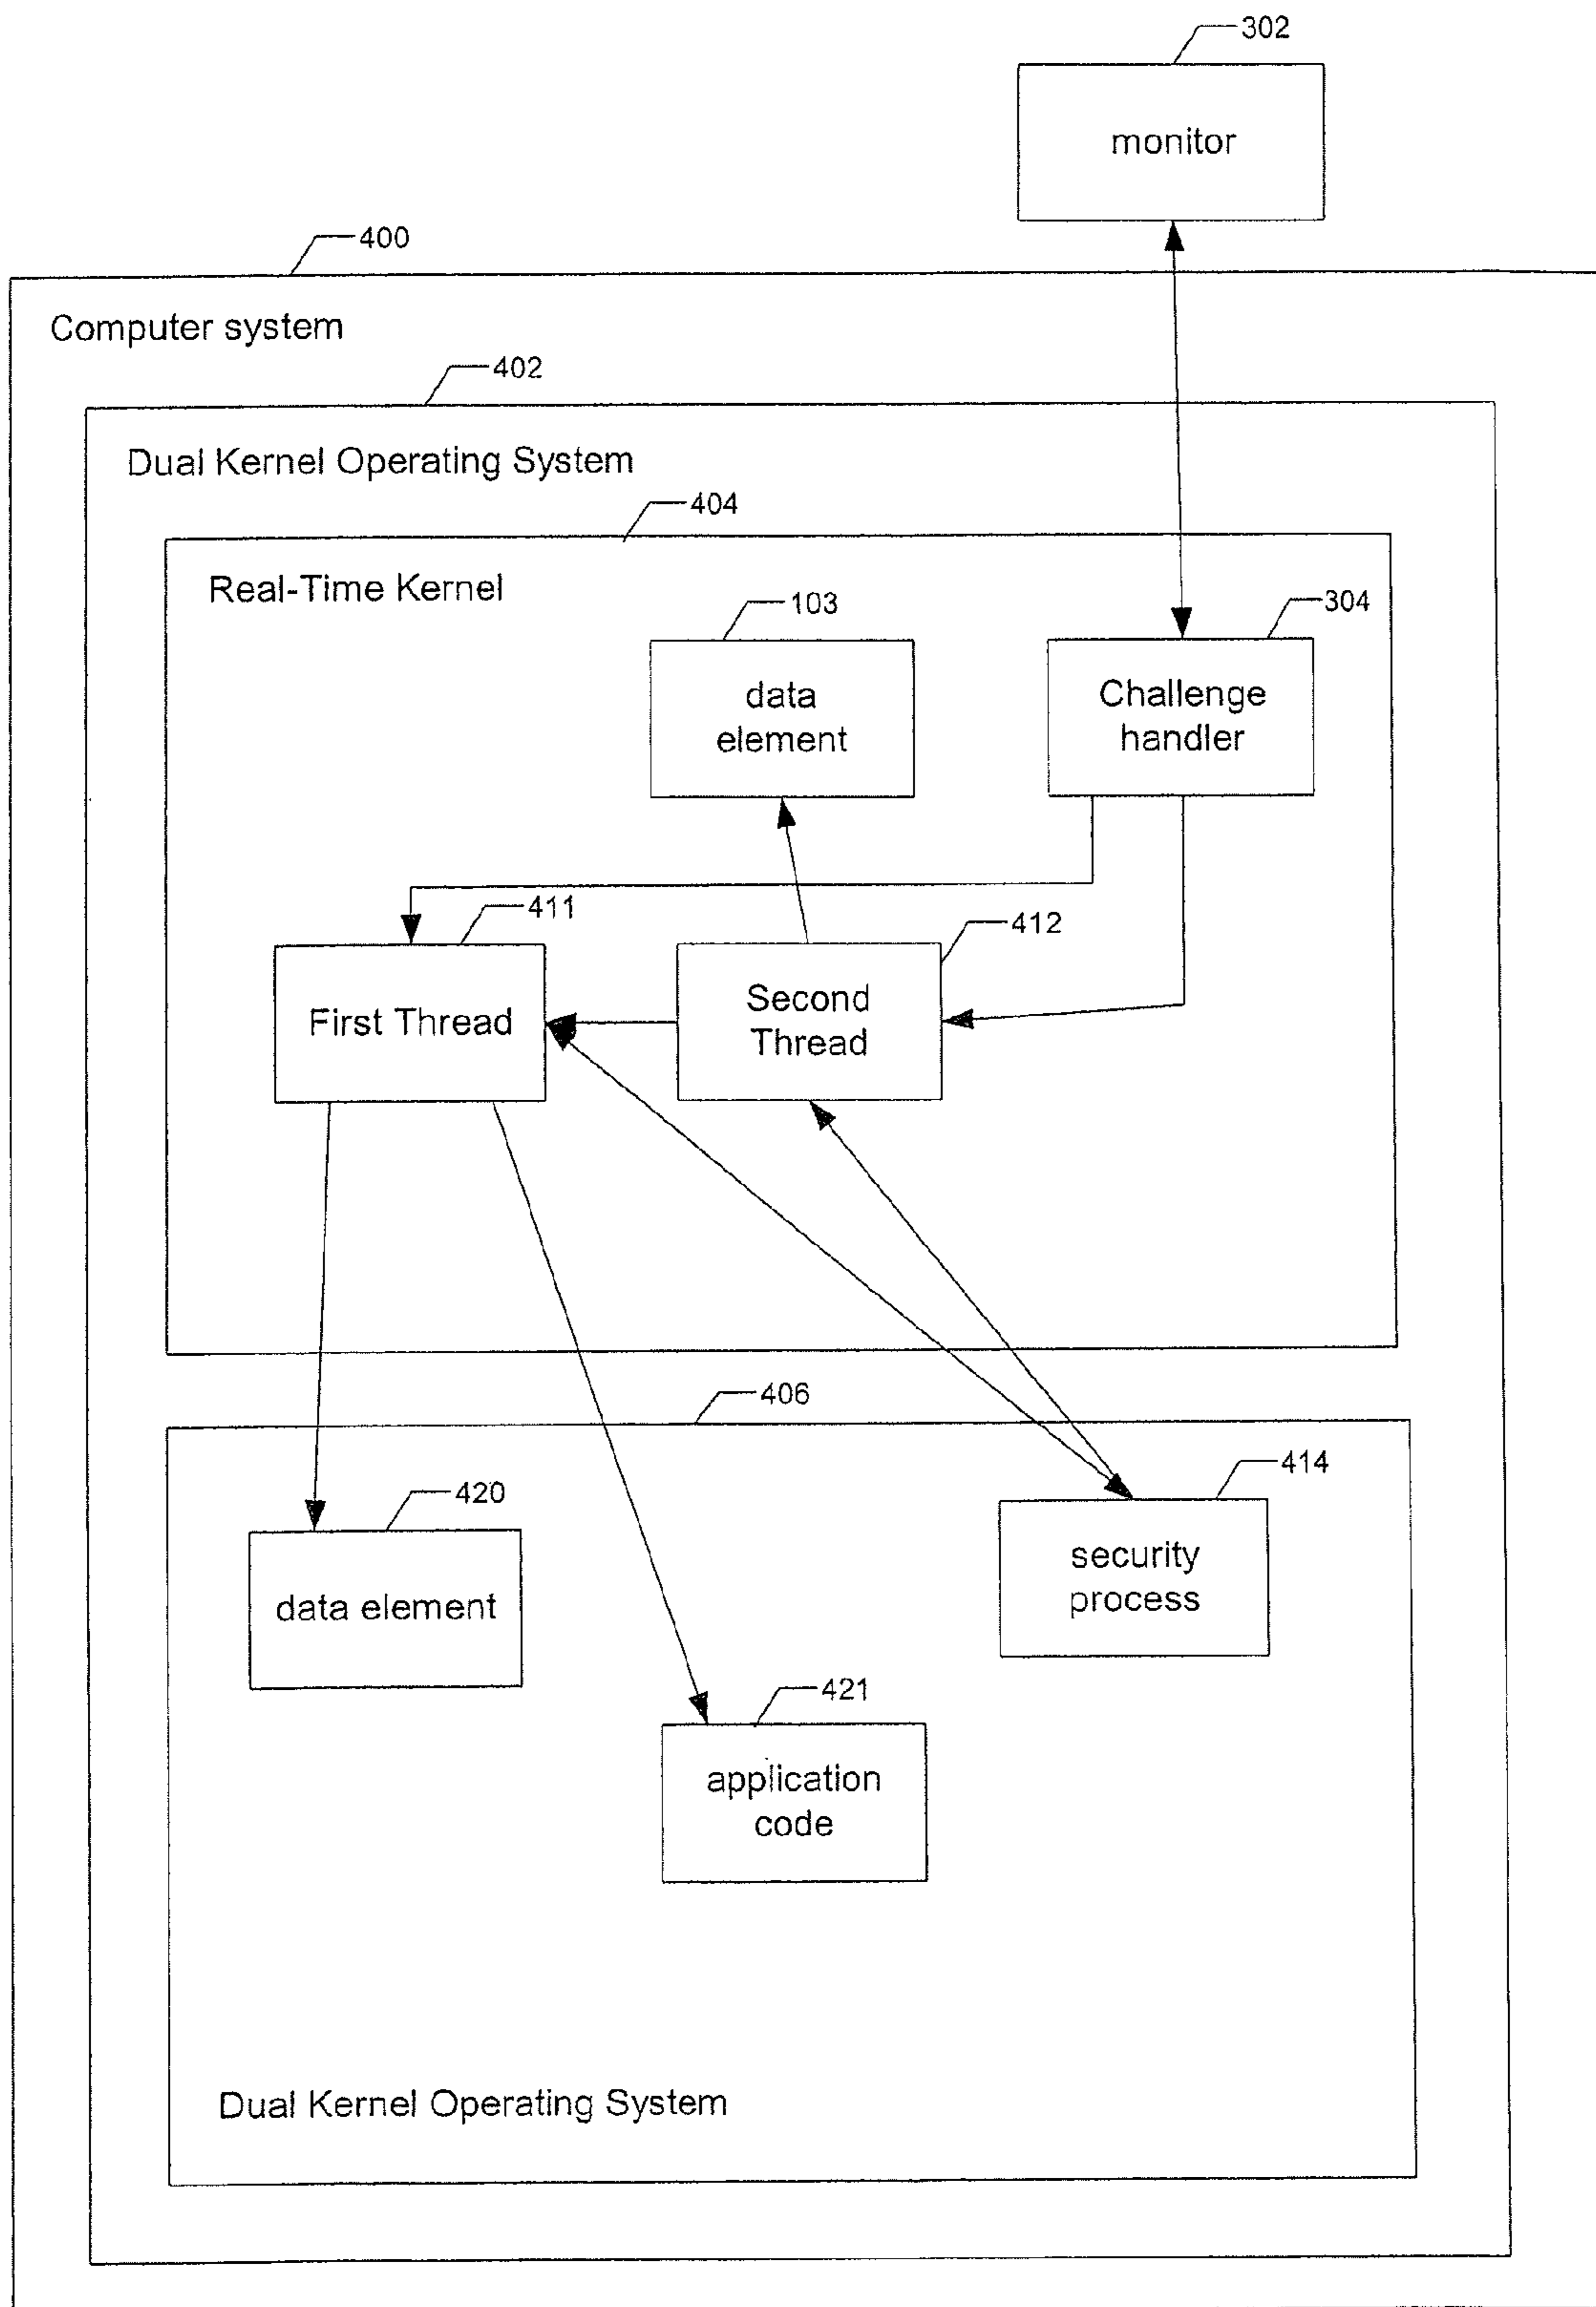 302
monitor
400
Computer system
402
Dual Kernel Operating System
404
Real-Time Kernel
103
304
data
element
Challenge
handler
411
412
First Thread
Second
Thread
406
414
420
security
process
data element
421
application
code
Dual Kernel Operating System